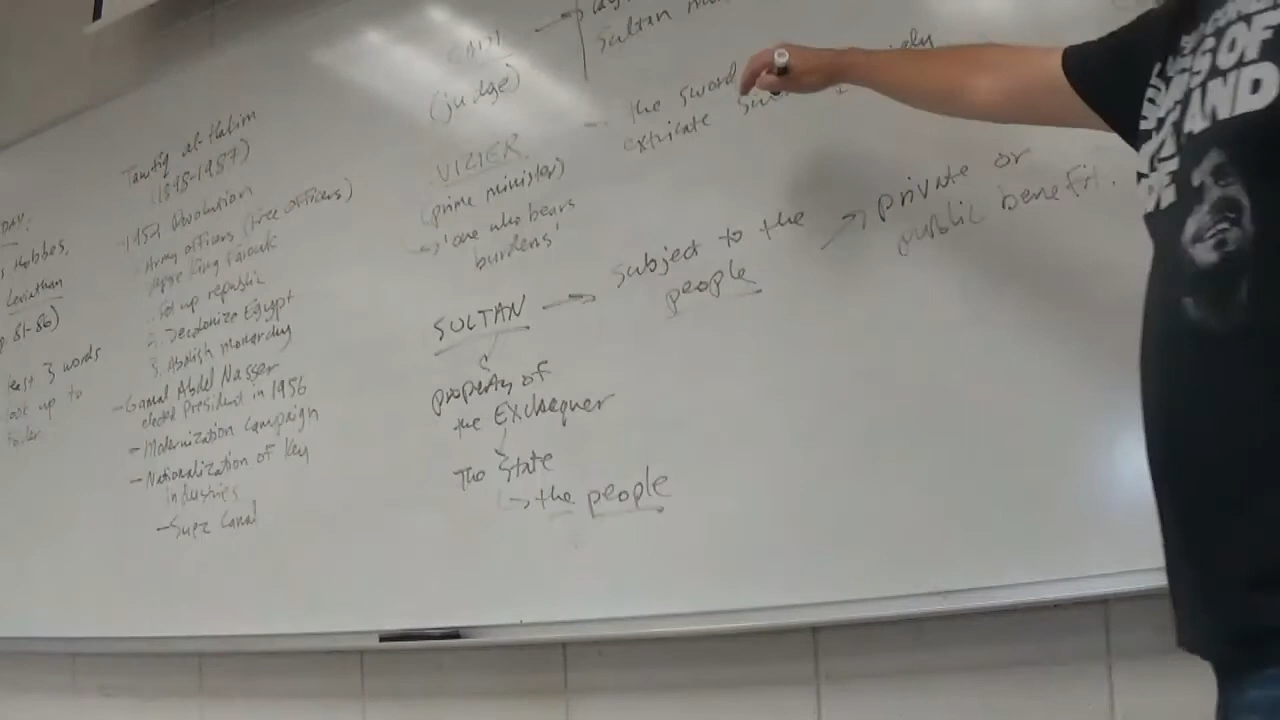 DAY.
Hobbes,
Leviathan
81-86)
least 3 words
look up to
Tawfiq al-Hakim
(1898-1987)
1952 Revolution
Army officers (Free Officers)
depose King Farouk
set up republic
2. Decolonize Egypt
3. Abolish monarchy
-Gamal Abdel Nasser
elected President in 1956
-Modernization campaign
-Nationalization of key
industries
-Suez Canal
(judge)
VIZIER
(prime minister)
→ 'one who bears
burdens'
SULTAN → subject to the
people
→ private or
public benefit.
property of
the Exchequer
The State
→ the people
sultan
- the sword
extricate
OF
AND